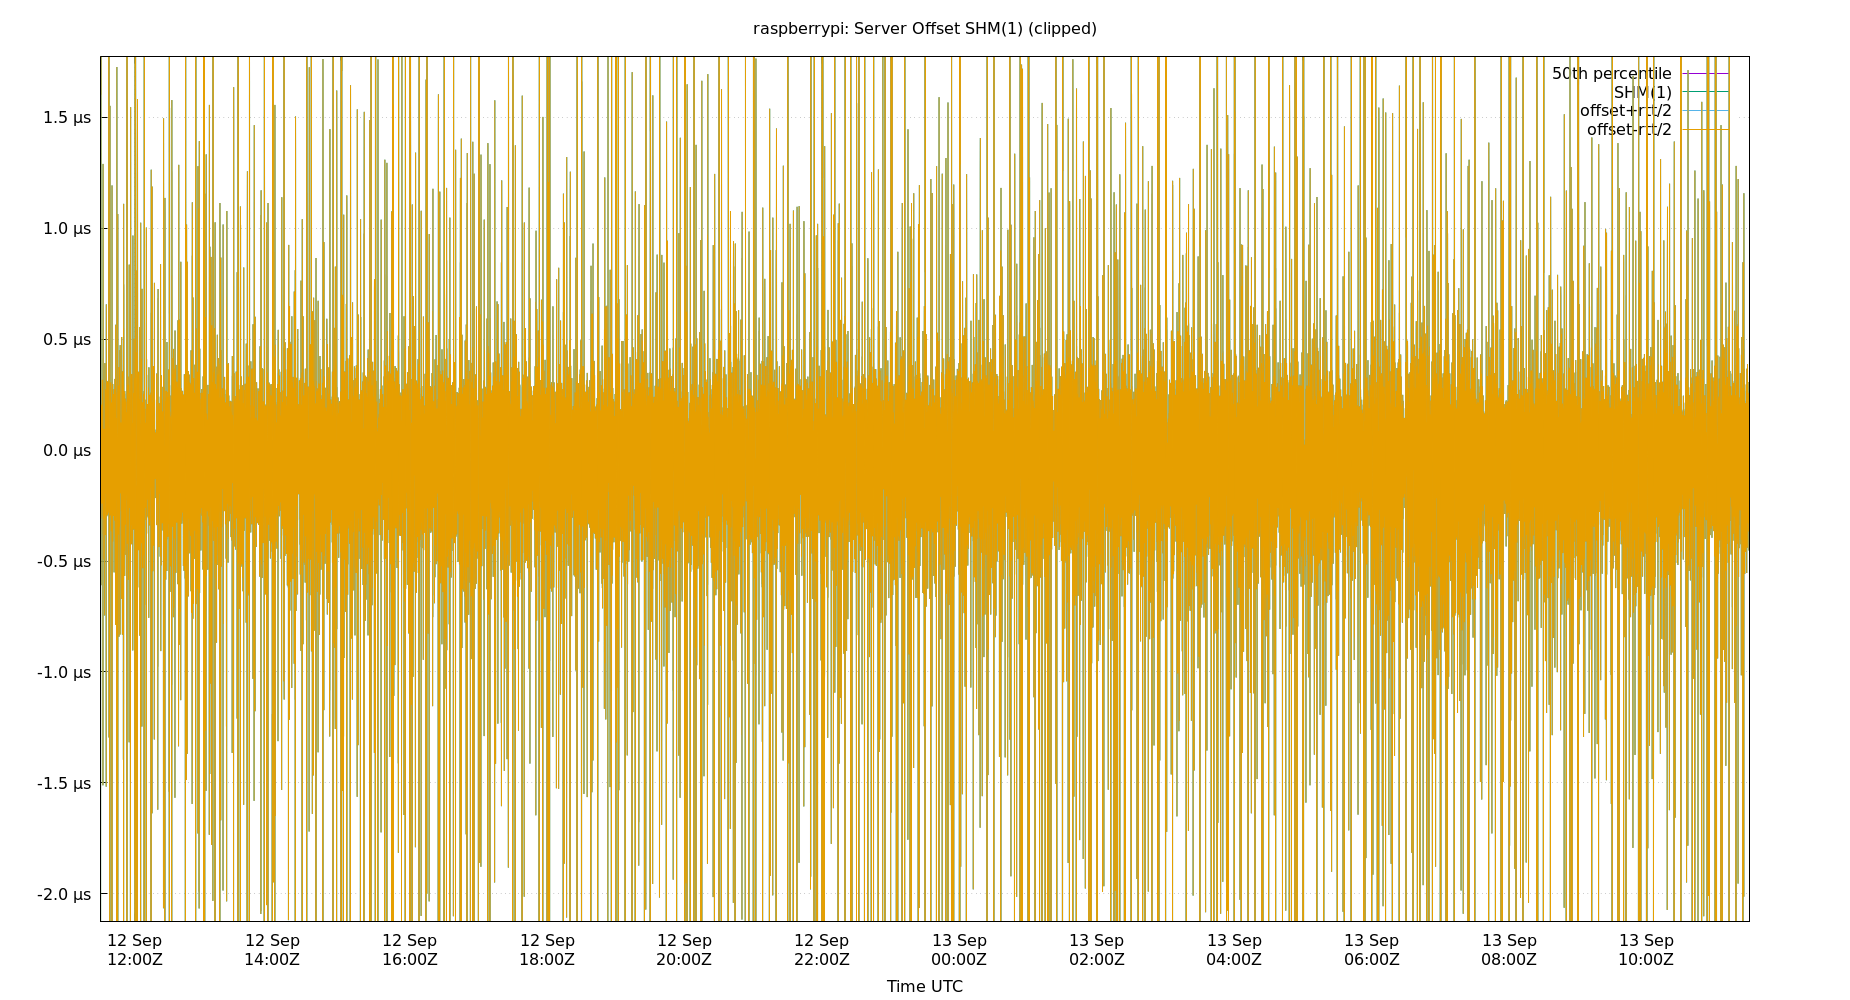 raspberrypi: Server Offset SHM(1) (clipped)
50th percentile
SHM(1)
offset+rtt/2
offset-rtt/2
1.5 µs
1.0 µs
0.5 µs
0.0 µs
-0.5 µs
-1.0 µs
-1.5 µs
-2.0 µs
12 Sep 12 Sep 12 Sep 12 Sep 12 Sep 12 Sep 13 Sep 13 Sep 13 Sep 13 Sep 13 Sep 13 Sep
12:00Z 14:00Z 16:00Z 18:00Z 20:00Z 22:00Z 00:00Z 02:00Z 04:00Z 06:00Z 08:00Z 10:00Z
Time UTC